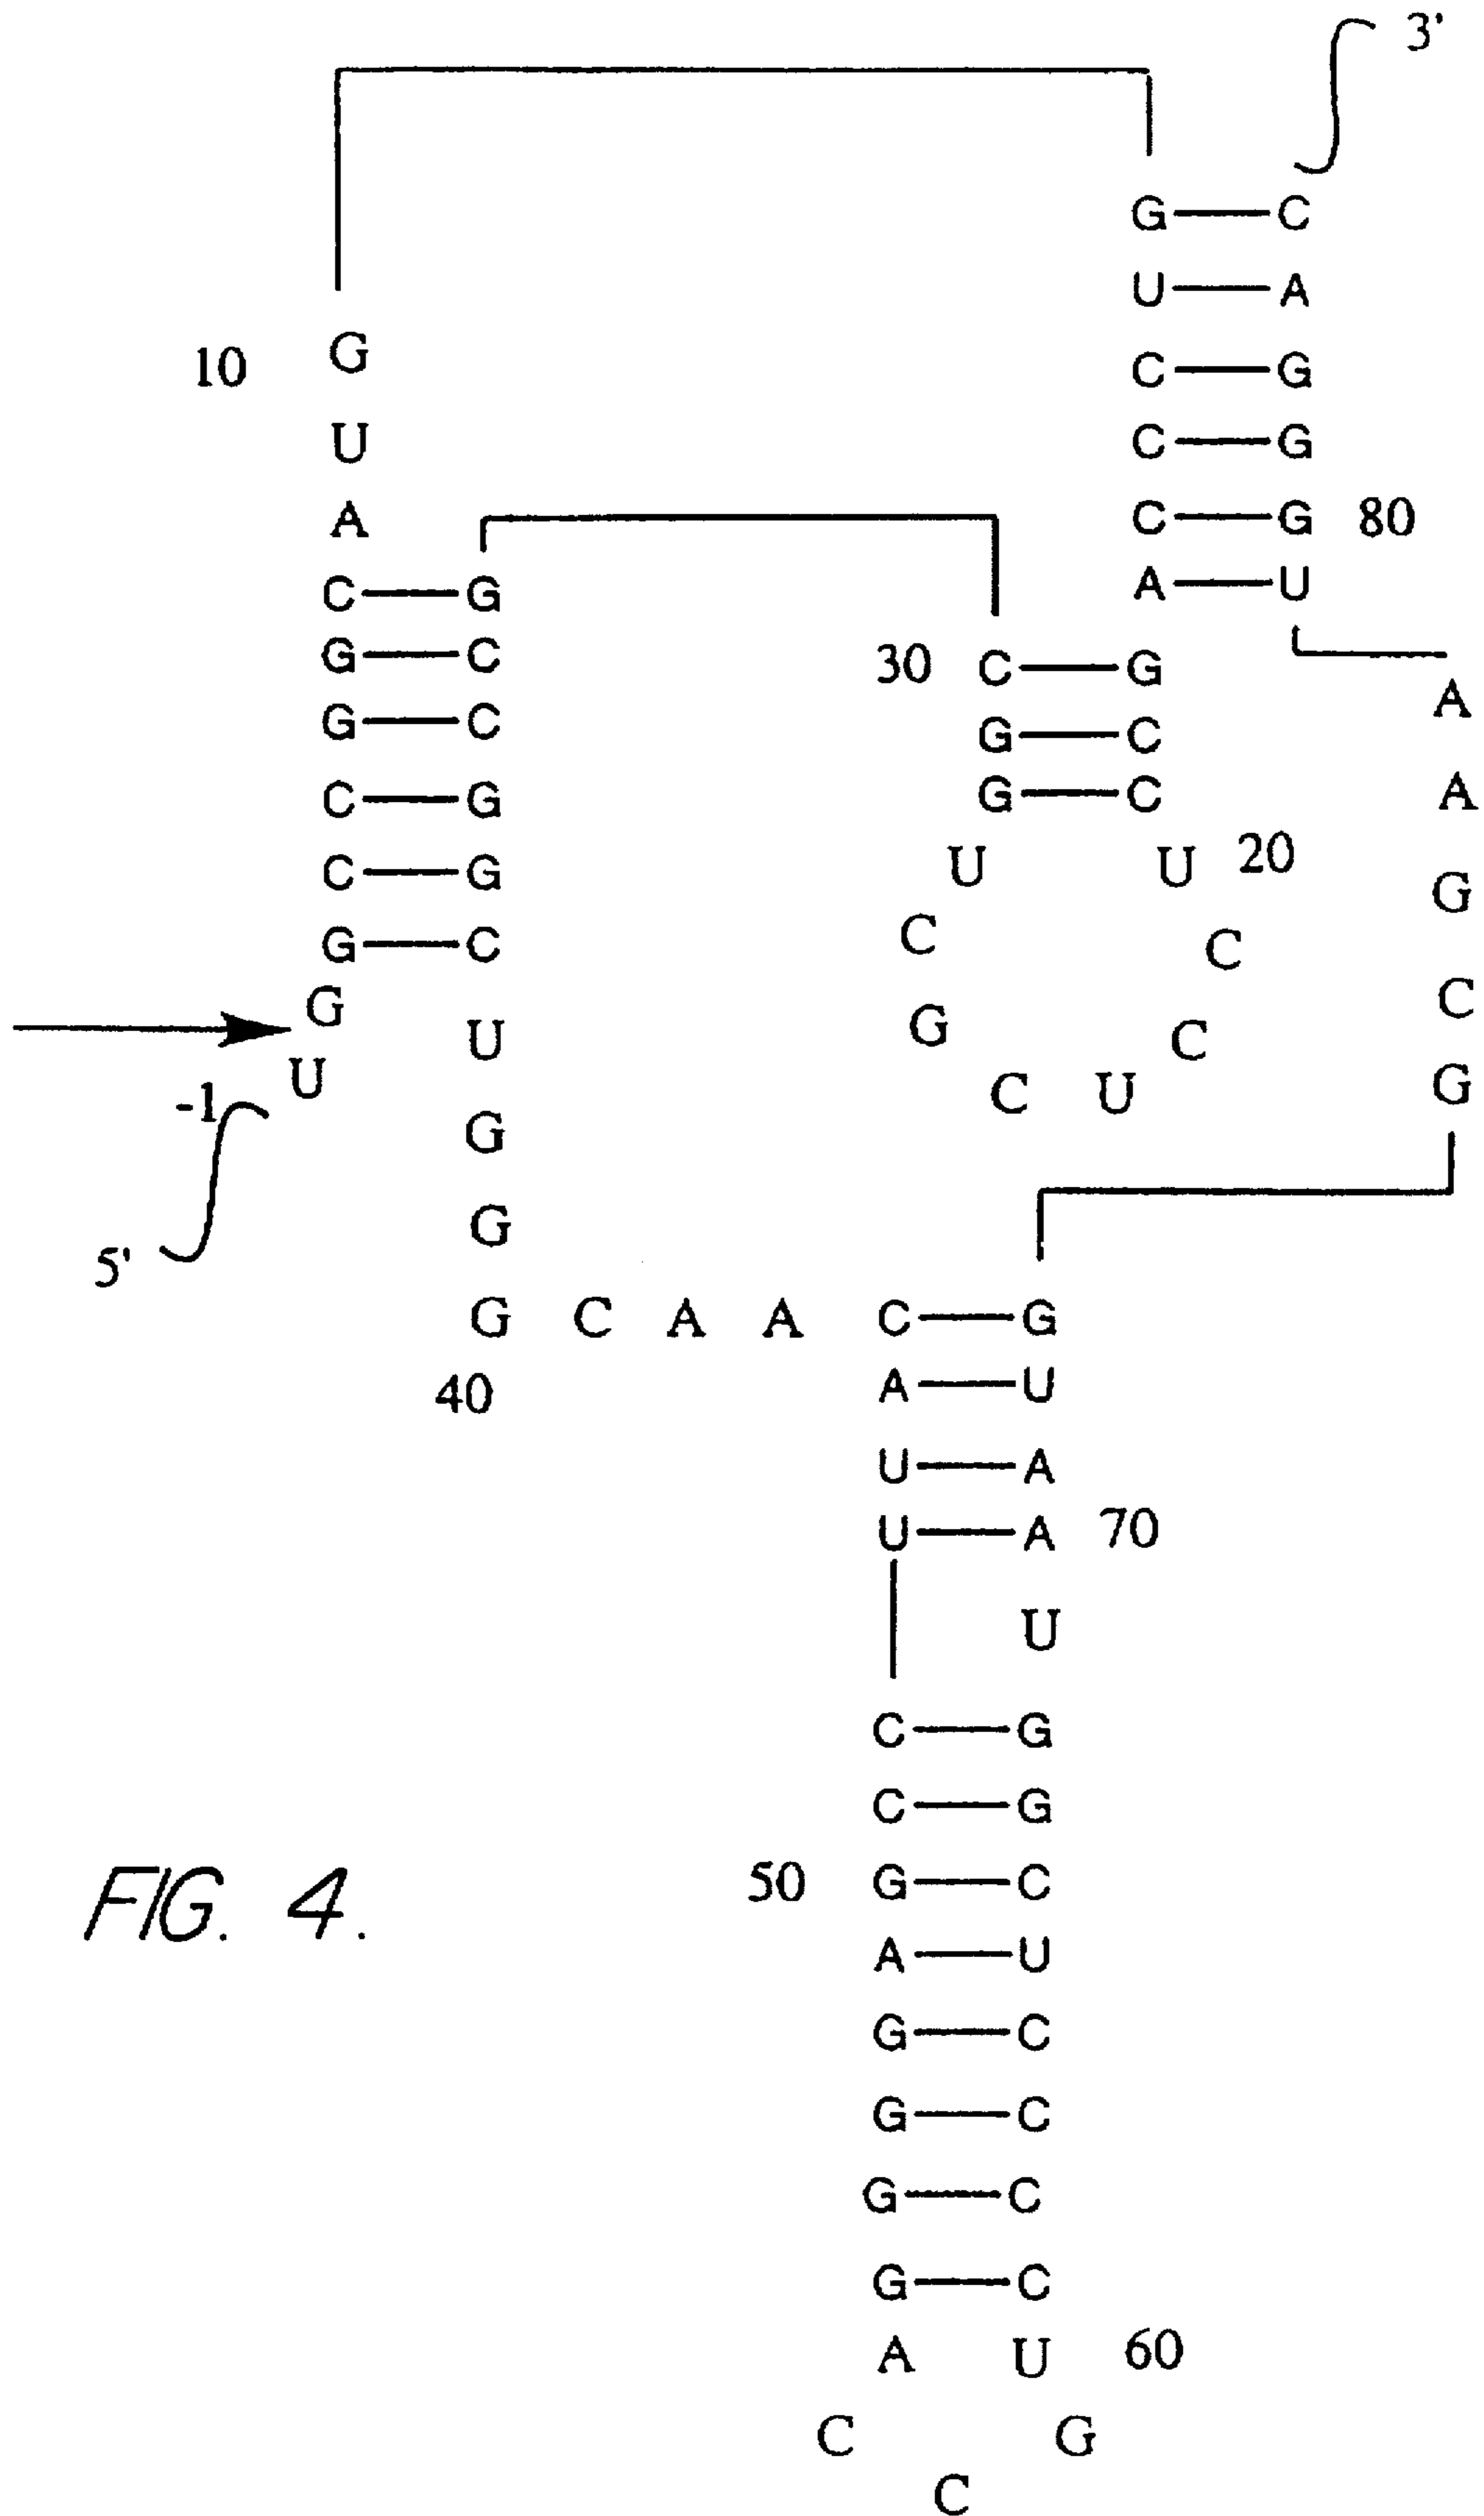 3'
G C
U A
10 G C G
U C G
A C G 80
C G A U
G C 30 C G A
G C G C
G C A
C G U U 20
C G C C G
G C
G G C C
U U C U G
-1
G
5' G
G C A A C G
40 A U
U A
U A 70
U
C G
C G
FIG. 4. 50 G C
A U
G C
G C
G C
G C
A U 60
C G
C